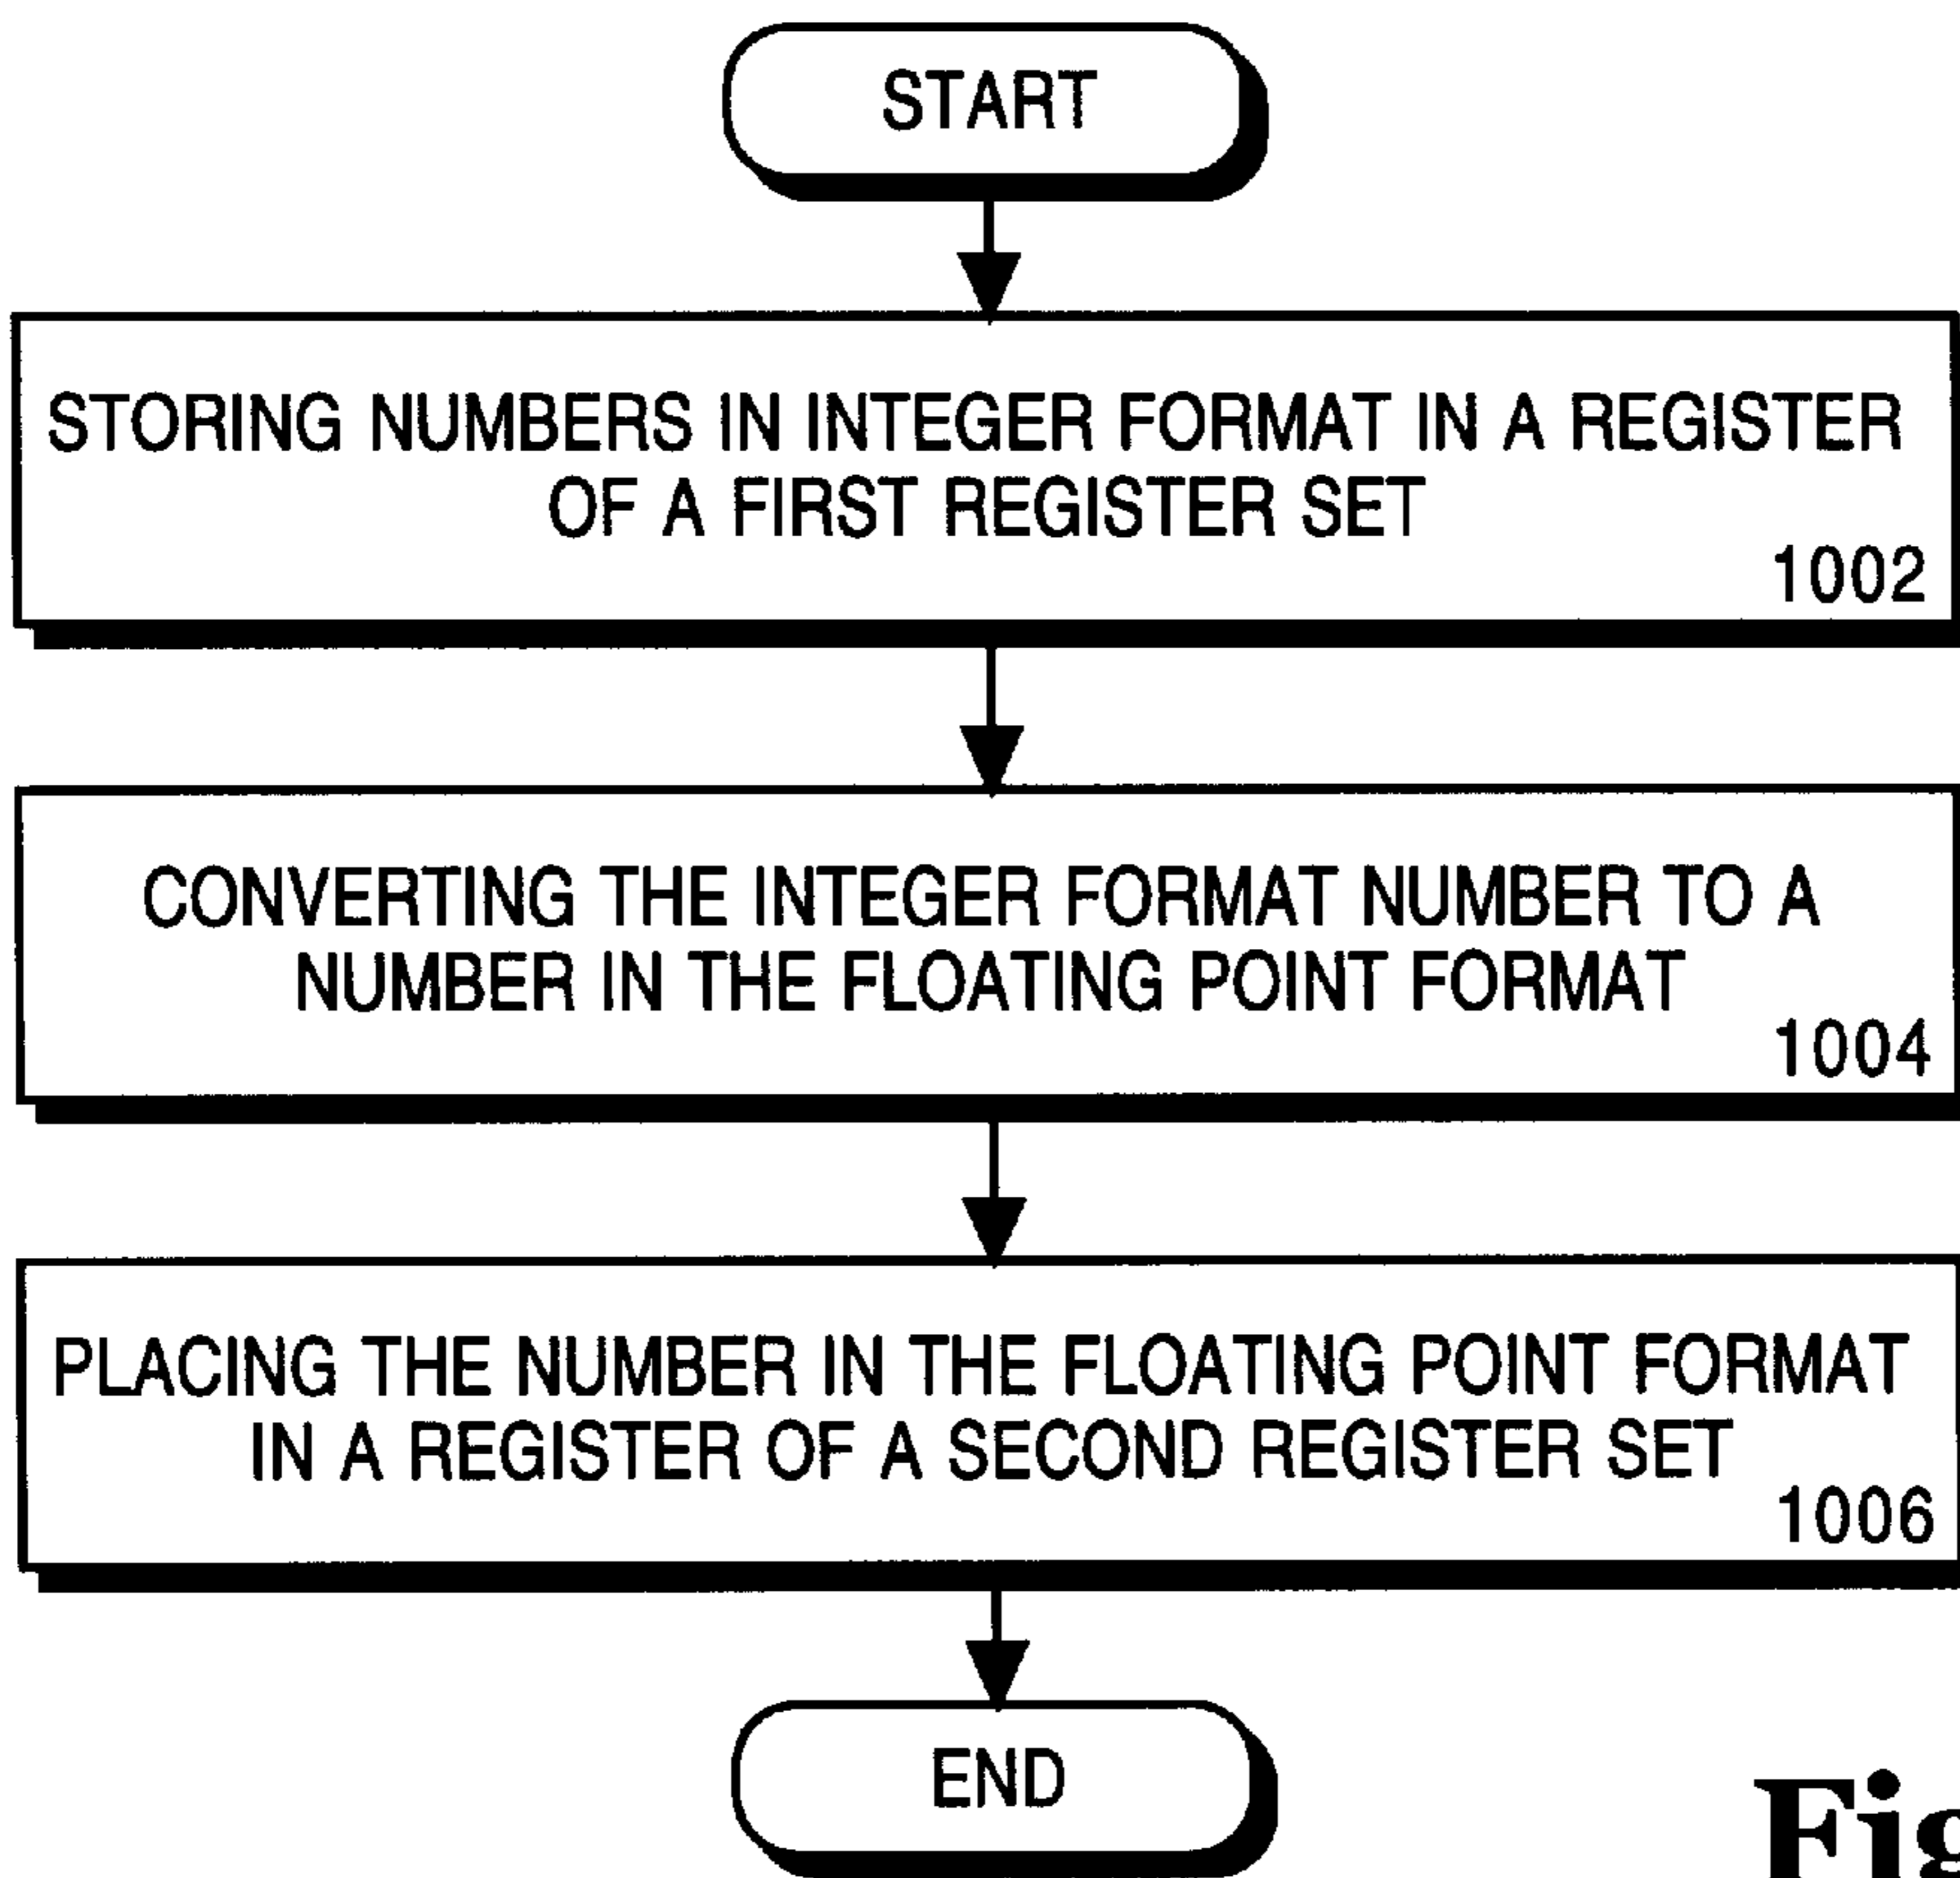 START
STORING NUMBERS IN INTEGER FORMAT IN A REGISTER
OF A FIRST REGISTER SET
1002
CONVERTING THE INTEGER FORMAT NUMBER TO A
NUMBER IN THE FLOATING POINT FORMAT
1004
PLACING THE NUMBER IN THE FLOATING POINT FORMAT
IN A REGISTER OF A SECOND REGISTER SET
1006
END